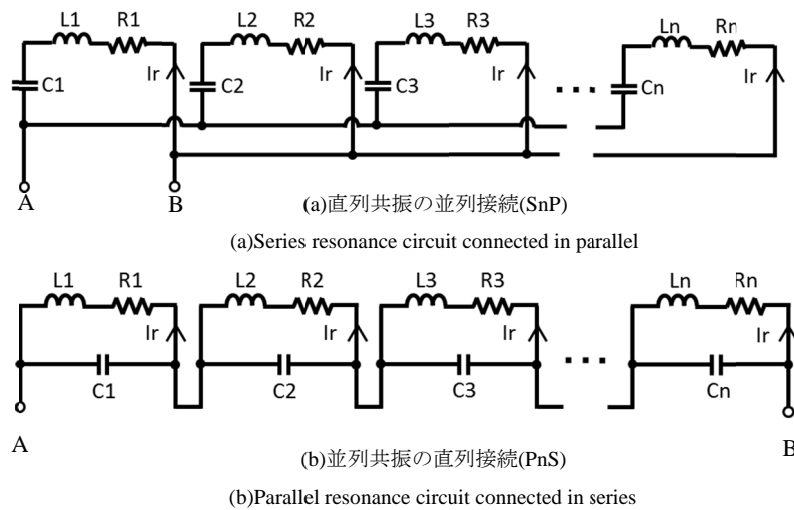 L1 R1 L2 R2 L3 R3 Ln Rn
C1 Ir C2 Ir C3 Ir Cn Ir
A B
(a)直列共振の並列接続(SnP)
(a)Series resonance circuit connected in parallel
L1 R1 L2 R2 L3 R3 Ln Rn
Ir Ir Ir Ir
C1 C2 C3 Cn
A B
(b)並列共振の直列接続(PnS)
(b)Parallel resonance circuit connected in series